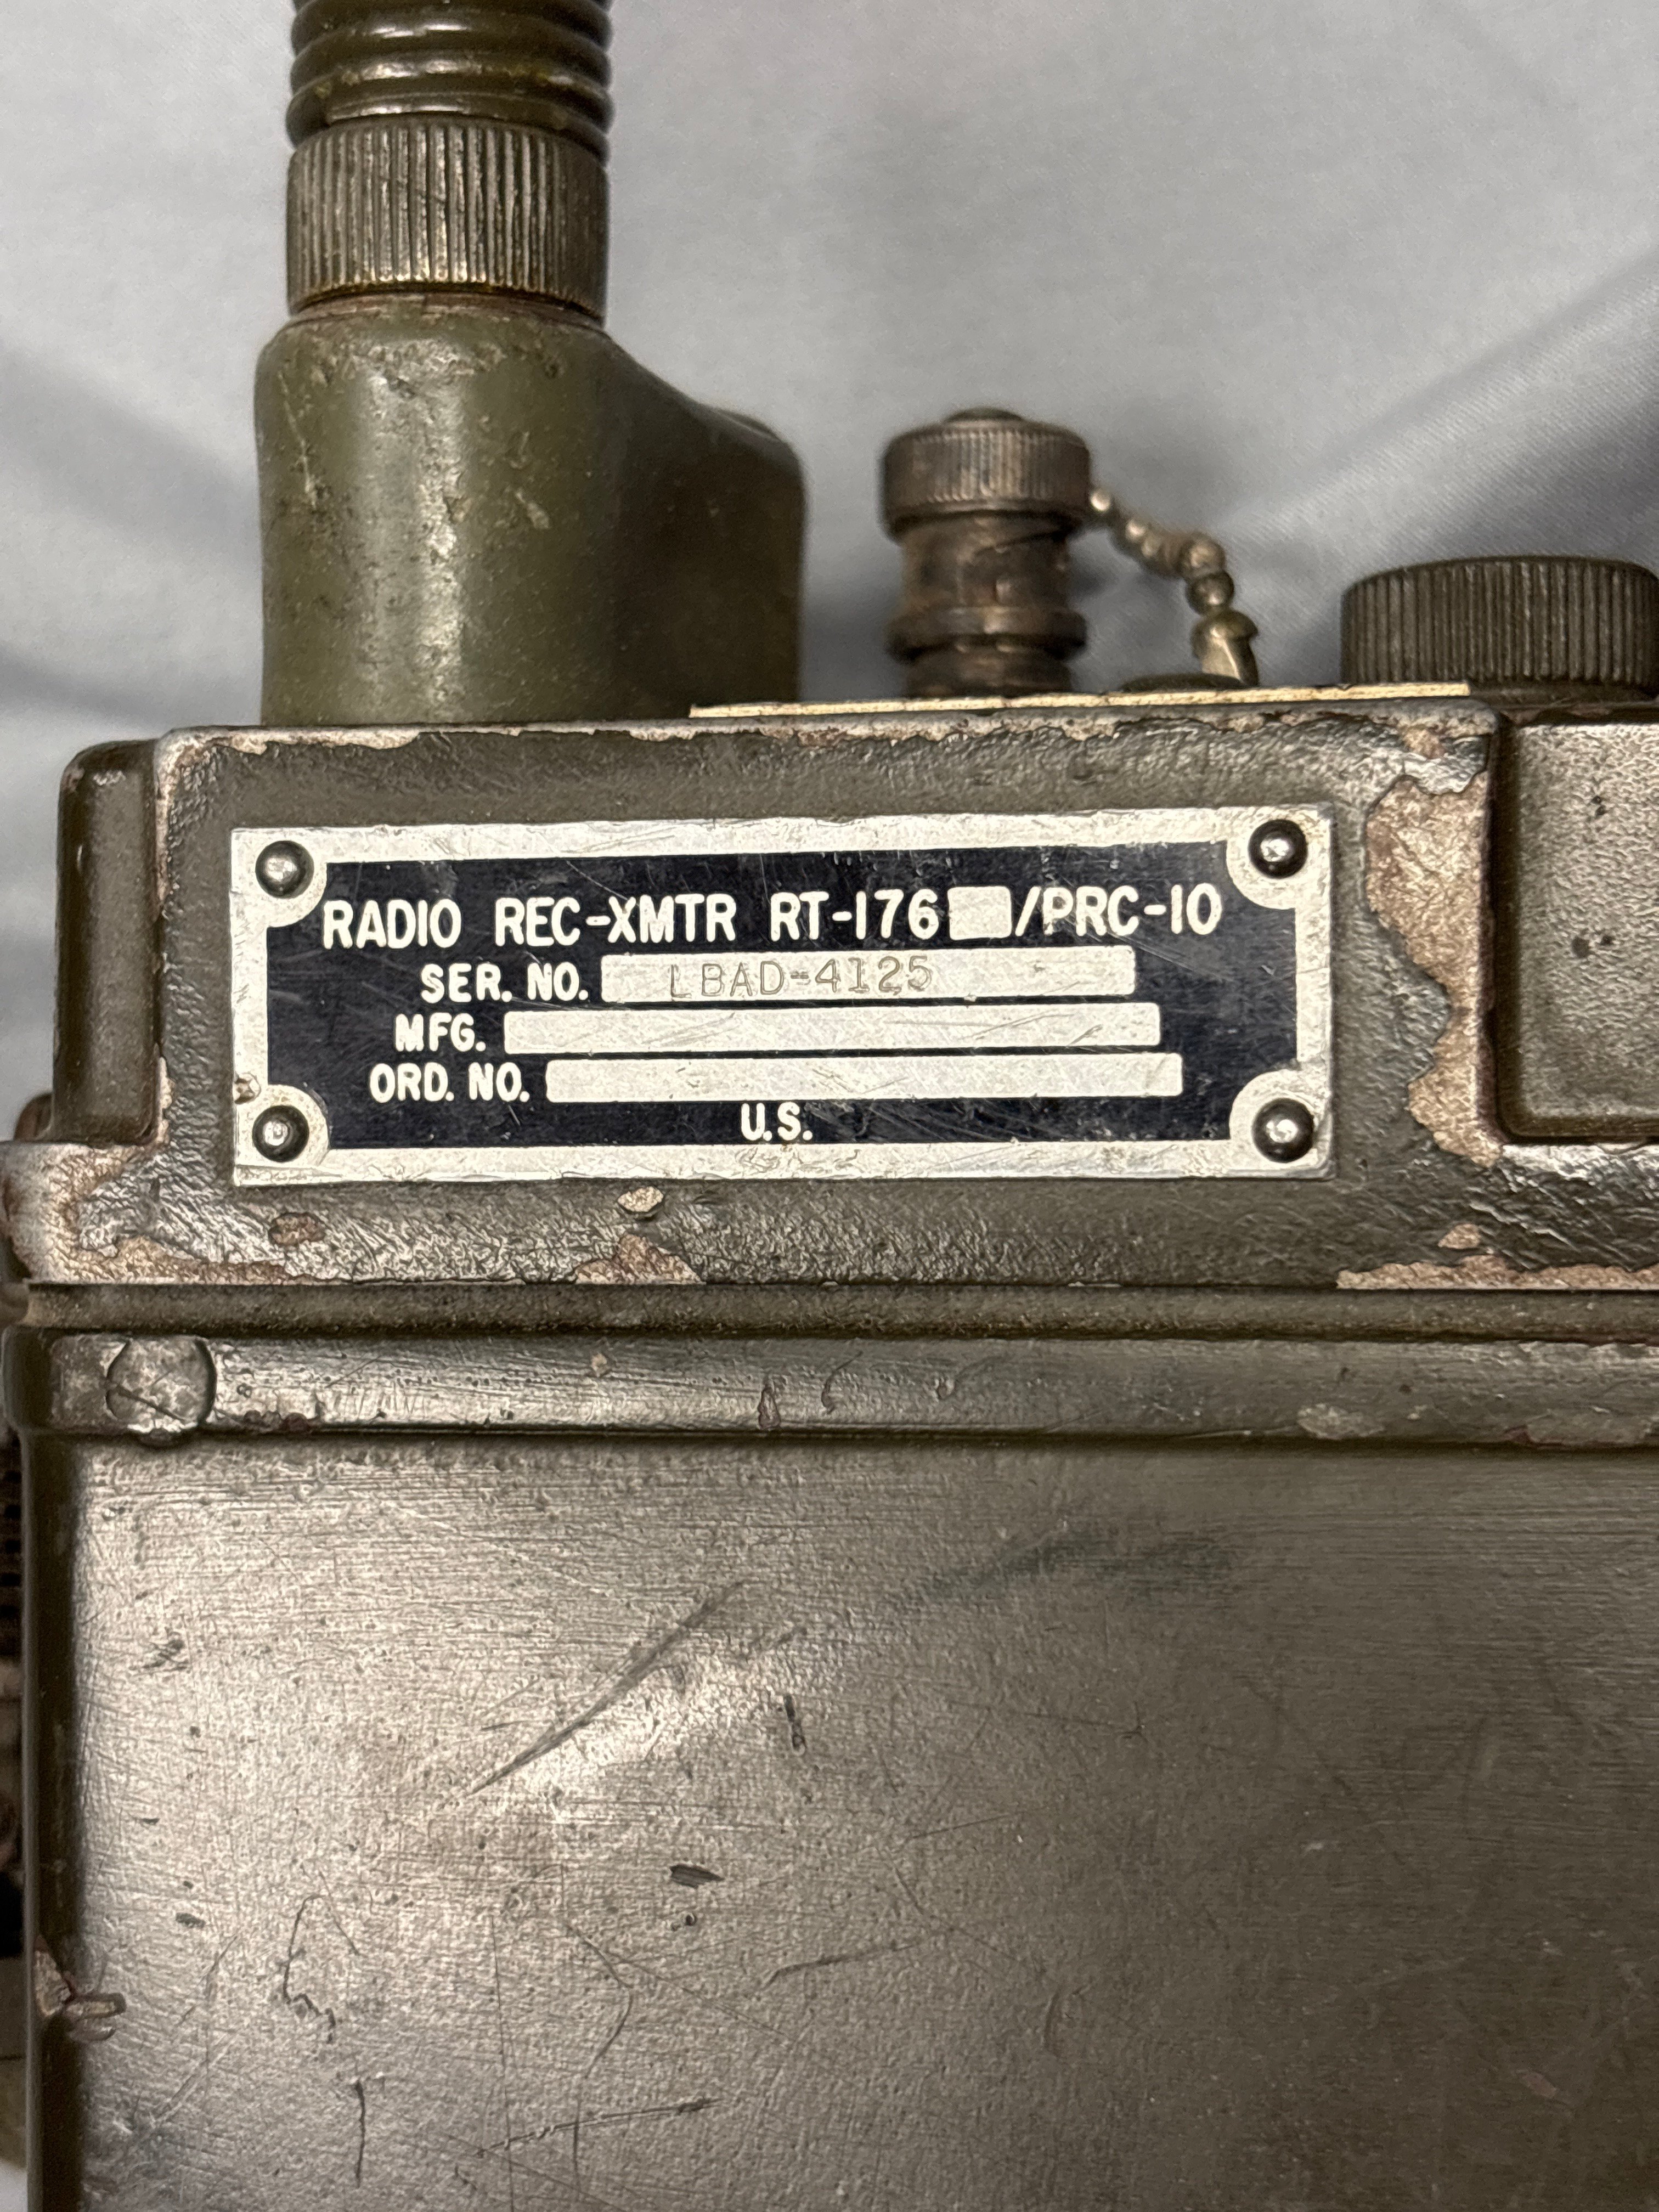 RADIO REC-XMTR RT-176 /PRC-10
SER. NO. LBAD-4125
MFG.
ORD. NO.
U.S.